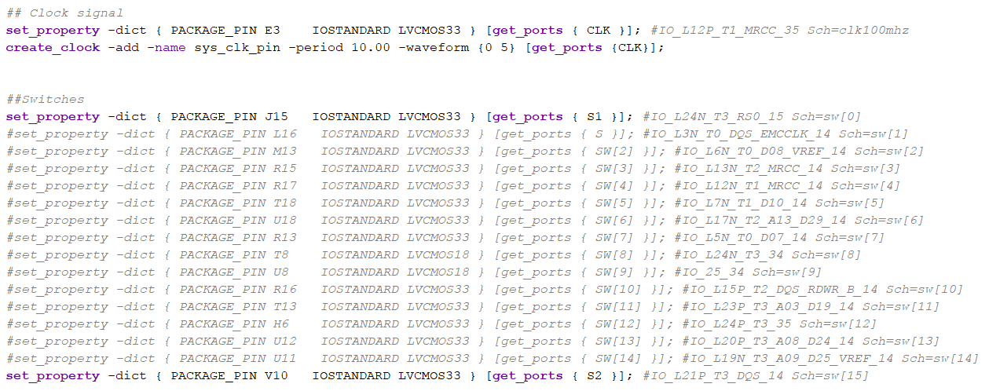 ## Clock signal
set_property -dict { PACKAGE_PIN E3    IOSTANDARD LVCMOS33 } [get_ports { CLK }]; #IO_L12P_T1_MRCC_35 Sch=clk100mhz
create_clock -add -name sys_clk_pin -period 10.00 -waveform {0 5} [get_ports {CLK}];
##Switches
set_property -dict { PACKAGE_PIN J15   IOSTANDARD LVCMOS33 } [get_ports { S1 }]; #IO_L24N_T3_RS0_15 Sch=sw[0]
#set_property -dict { PACKAGE_PIN L16   IOSTANDARD LVCMOS33 } [get_ports { S }]; #IO_L3N_T0_DQS_EMCCLK_14 Sch=sw[1]
#set_property -dict { PACKAGE_PIN M13   IOSTANDARD LVCMOS33 } [get_ports { SW[2] }]; #IO_L6N_T0_D08_VREF_14 Sch=sw[2]
#set_property -dict { PACKAGE_PIN R15   IOSTANDARD LVCMOS33 } [get_ports { SW[3] }]; #IO_L13N_T2_MRCC_14 Sch=sw[3]
#set_property -dict { PACKAGE_PIN R17   IOSTANDARD LVCMOS33 } [get_ports { SW[4] }]; #IO_L12N_T1_MRCC_14 Sch=sw[4]
#set_property -dict { PACKAGE_PIN T18   IOSTANDARD LVCMOS33 } [get_ports { SW[5] }]; #IO_L7N_T1_D10_14 Sch=sw[5]
#set_property -dict { PACKAGE_PIN U18   IOSTANDARD LVCMOS33 } [get_ports { SW[6] }]; #IO_L17N_T2_A13_D29_14 Sch=sw[6]
#set_property -dict { PACKAGE_PIN R13   IOSTANDARD LVCMOS33 } [get_ports { SW[7] }]; #IO_L5N_T0_D07_14 Sch=sw[7]
#set_property -dict { PACKAGE_PIN T8    IOSTANDARD LVCMOS18 } [get_ports { SW[8] }]; #IO_L24N_T3_34 Sch=sw[8]
#set_property -dict { PACKAGE_PIN U8    IOSTANDARD LVCMOS18 } [get_ports { SW[9] }]; #IO_25_34 Sch=sw[9]
#set_property -dict { PACKAGE_PIN R16   IOSTANDARD LVCMOS33 } [get_ports { SW[10] }]; #IO_L15P_T2_DQS_RDWR_B_14 Sch=sw[10]
#set_property -dict { PACKAGE_PIN T13   IOSTANDARD LVCMOS33 } [get_ports { SW[11] }]; #IO_L23P_T3_A03_D19_14 Sch=sw[11]
#set_property -dict { PACKAGE_PIN H6    IOSTANDARD LVCMOS33 } [get_ports { SW[12] }]; #IO_L24P_T3_35 Sch=sw[12]
#set_property -dict { PACKAGE_PIN U12   IOSTANDARD LVCMOS33 } [get_ports { SW[13] }]; #IO_L20P_T3_A08_D24_14 Sch=sw[13]
#set_property -dict { PACKAGE_PIN U11   IOSTANDARD LVCMOS33 } [get_ports { SW[14] }]; #IO_L19N_T3_A09_D25_VREF_14 Sch=sw[14]
set_property -dict { PACKAGE_PIN V10   IOSTANDARD LVCMOS33 } [get_ports { S2 }]; #IO_L21P_T3_DQS_14 Sch=sw[15]